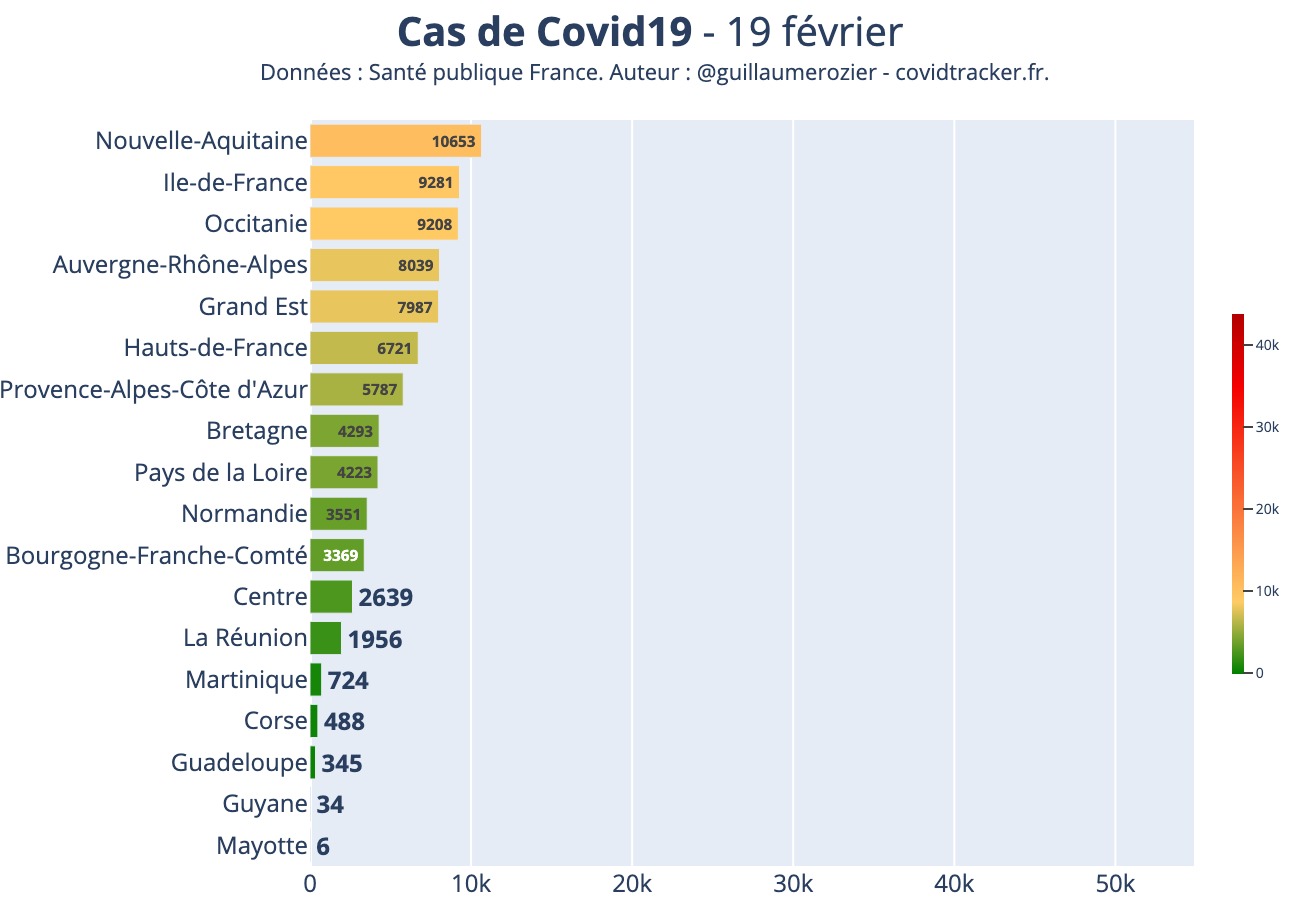 Cas de Covid19 - 19 février
Données : Santé publique France. Auteur : @guillaumerozier - covidtracker.fr.
Nouvelle-Aquitaine 10653
Ile-de-France 9281
Occitanie 9208
Auvergne-Rhône-Alpes 8039
Grand Est 7987
Hauts-de-France 6721
Provence-Alpes-Côte d'Azur 5787
Bretagne 4293
Pays de la Loire 4223
Normandie 3551
Bourgogne-Franche-Comté 3369
Centre 2639
La Réunion 1956
Martinique 724
Corse 488
Guadeloupe 345
Guyane 34
Mayotte 6
0 10k 20k 30k 40k 50k
40k
30k
20k
10k
0